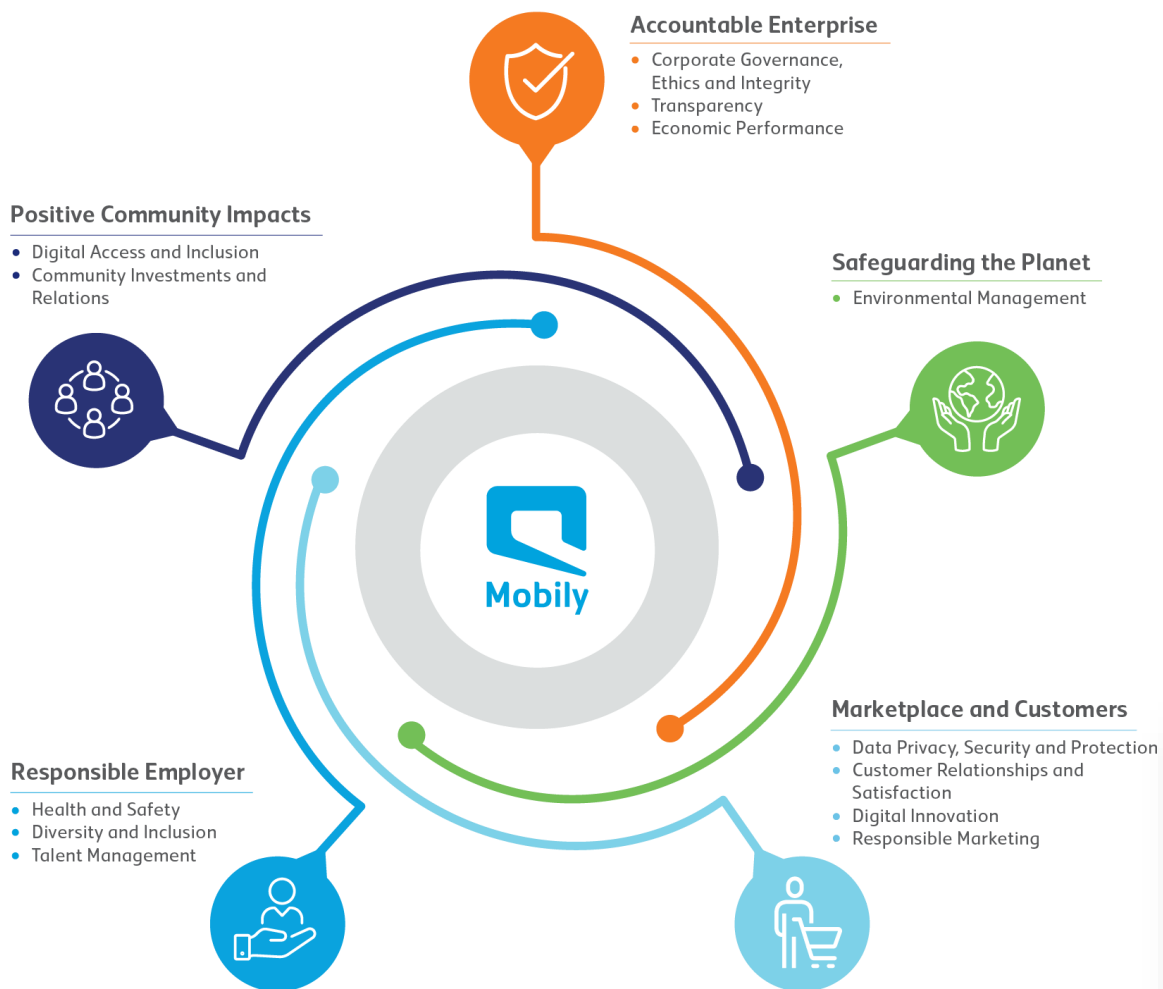 Accountable Enterprise
• Corporate Governance,
Ethics and Integrity
• Transparency
• Economic Performance
Positive Community Impacts
• Digital Access and Inclusion
• Community Investments and
Relations
Safeguarding the Planet
• Environmental Management
Mobily
Marketplace and Customers
• Data Privacy, Security and Protection
• Customer Relationships and
Satisfaction
• Digital Innovation
• Responsible Marketing
Responsible Employer
• Health and Safety
• Diversity and Inclusion
• Talent Management